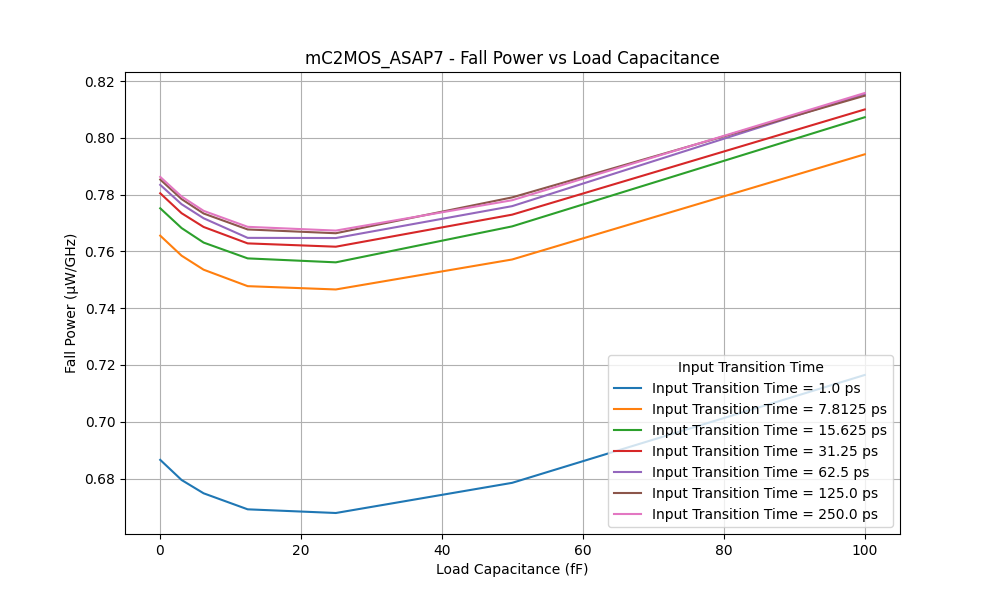 mC2MOS_ASAP7 - Fall Power vs Load Capacitance
Fall Power (μW/GHz)
0.82
0.80
0.78
0.76
0.74
0.72
0.70
0.68
0
20
40
60
80
100
Load Capacitance (fF)
Input Transition Time
Input Transition Time = 1.0 ps
Input Transition Time = 7.8125 ps
Input Transition Time = 15.625 ps
Input Transition Time = 31.25 ps
Input Transition Time = 62.5 ps
Input Transition Time = 125.0 ps
Input Transition Time = 250.0 ps